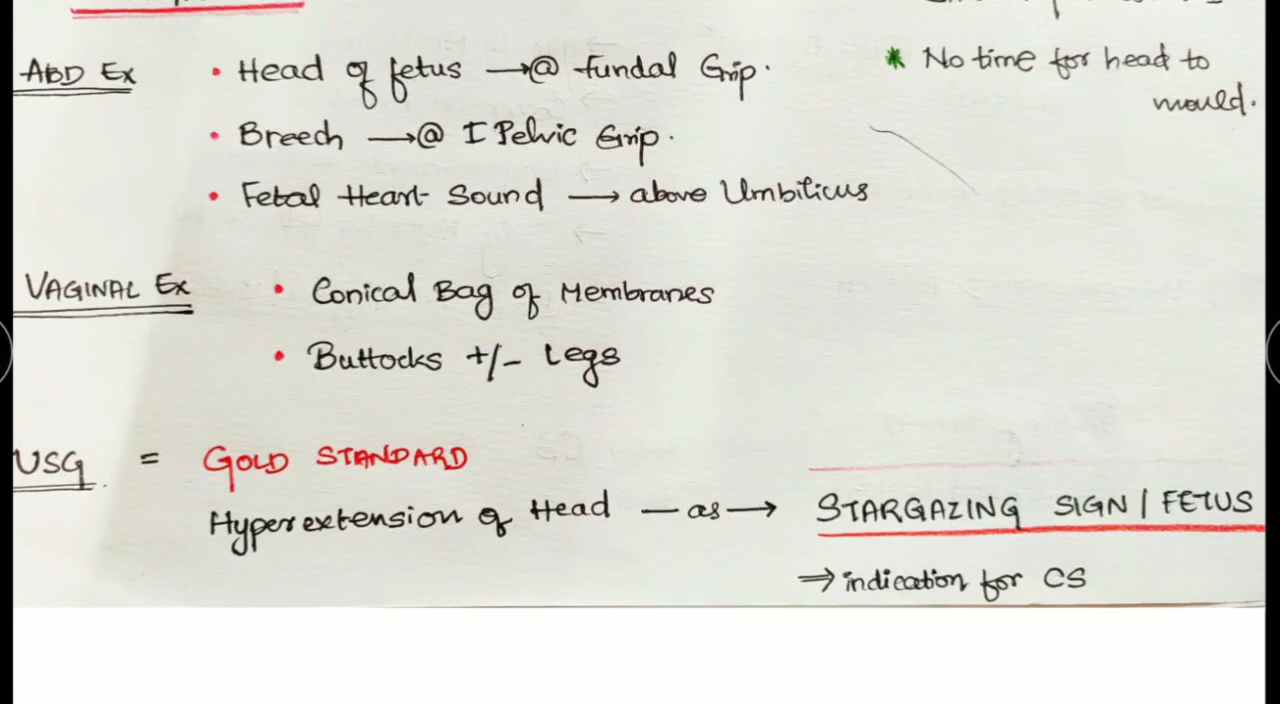 * No time for head to
mould.
ABD Ex • Head of fetus →@ fundal Grip.
• Breech →@ I Pelvic Grip.
• Fetal Heart Sound → above Umbilicus
VAGINAL Ex • Conical Bag of Membranes
• Buttocks +/- Legs
USG = GOLD STANDARD
Hyperextension of Head — as → STARGAZING SIGN / FETUS
⇒ indication for CS